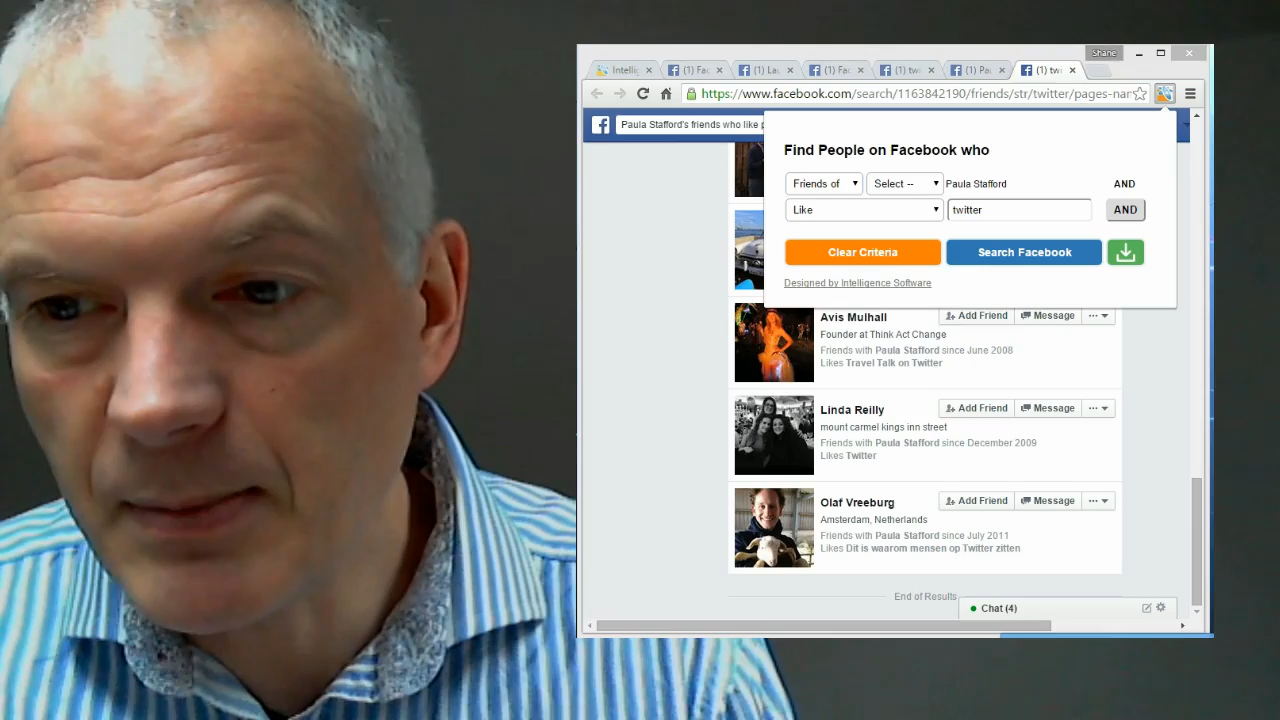 Shane
Intellig
(1) Fac
(1) Lau
(1) Fac
(1) twi
(1) Pau
(1) twi
https://www.facebook.com/search/1163842190/friends/str/twitter/pages-nam
Paula Stafford's friends who like p
Find People on Facebook who
Friends of Select -- Paula Stafford AND
Like twitter AND
Clear Criteria Search Facebook
Designed by Intelligence Software
Avis Mulhall Add Friend Message
Founder at Think Act Change
Friends with Paula Stafford since June 2008
Likes Travel Talk on Twitter
Linda Reilly Add Friend Message
mount carmel kings inn street
Friends with Paula Stafford since December 2009
Likes Twitter
Olaf Vreeburg Add Friend Message
Amsterdam, Netherlands
Friends with Paula Stafford since July 2011
Likes Dit is waarom mensen op Twitter zitten
End of Results
Chat (4)